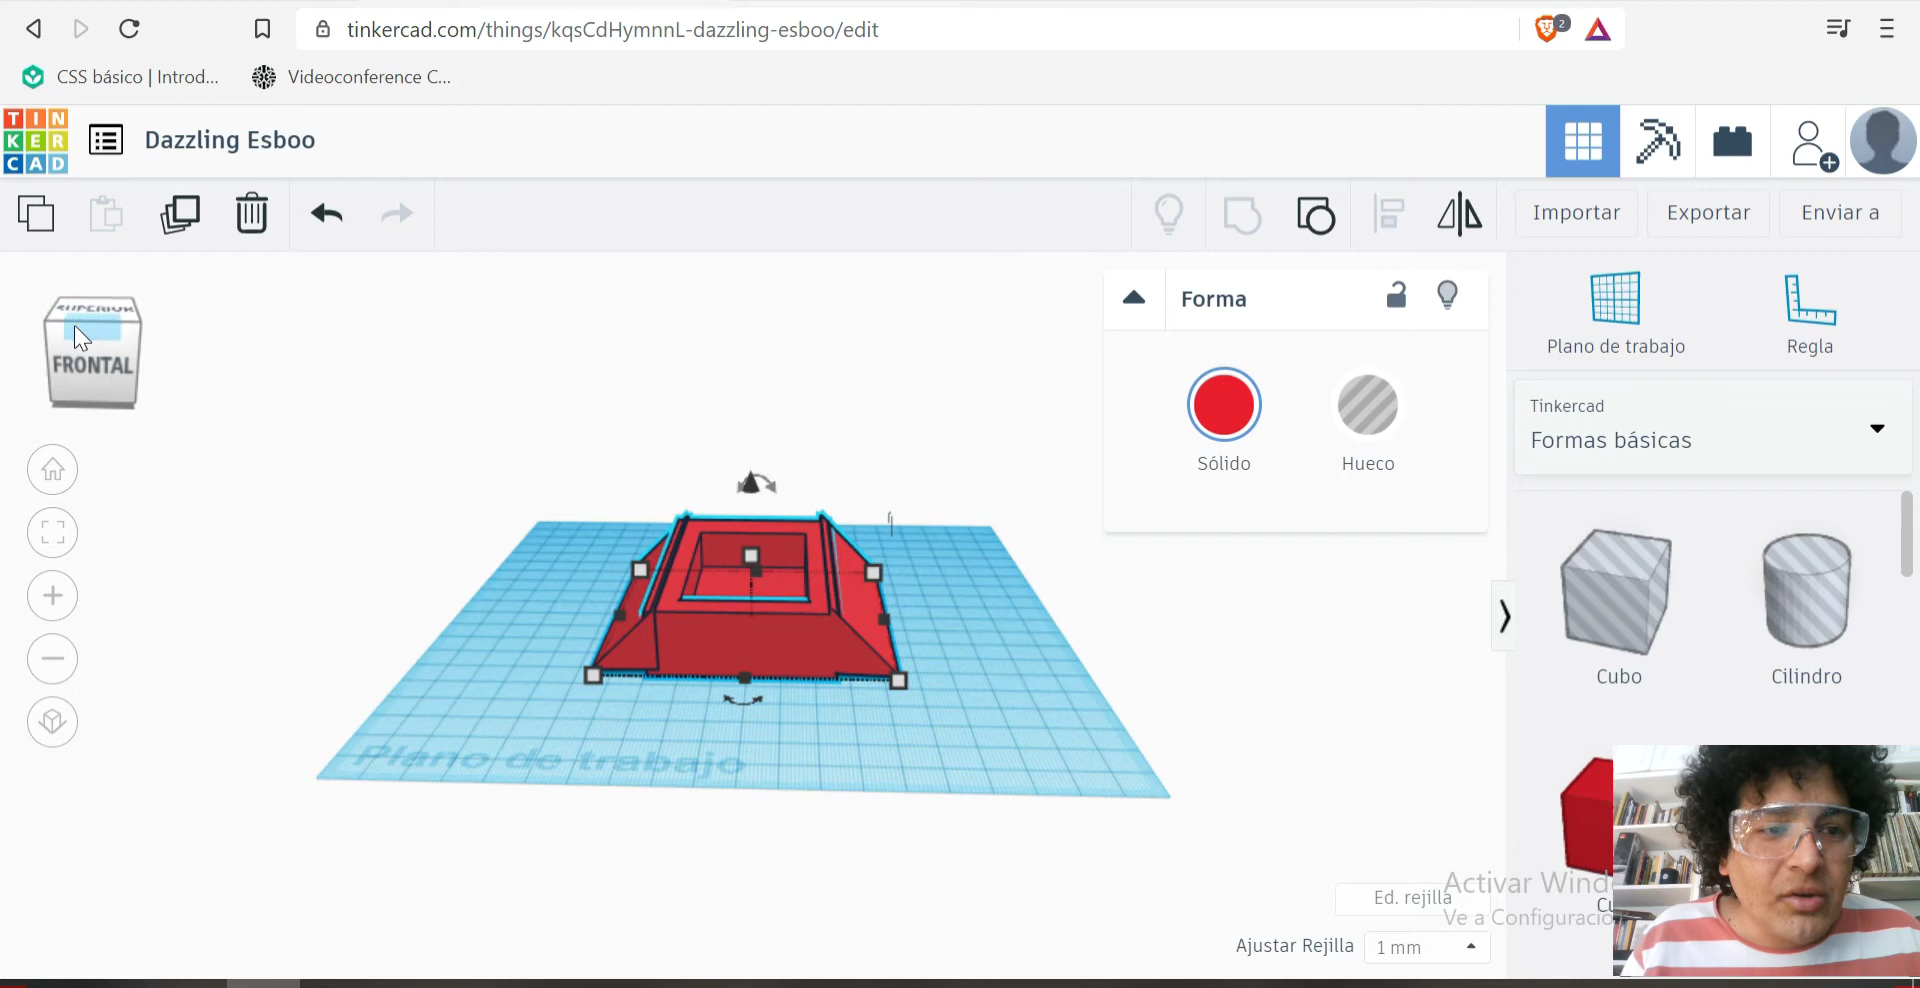 tinkercad.com/things/kqsCdHymnnL-dazzling-esboo/edit
2
CSS básico | Introd...
Videoconference C...
TIN
KER
CAD
Dazzling Esboo
Importar
Exportar
Enviar a
SUPERIOR
FRONTAL
Forma
Sólido
Hueco
Plano de trabajo
Regla
Tinkercad
Formas básicas
Cubo
Cilindro
Plano de trabajo
Ed. rejilla
Activar Wind
Ve a Configuració
Ajustar Rejilla
1 mm